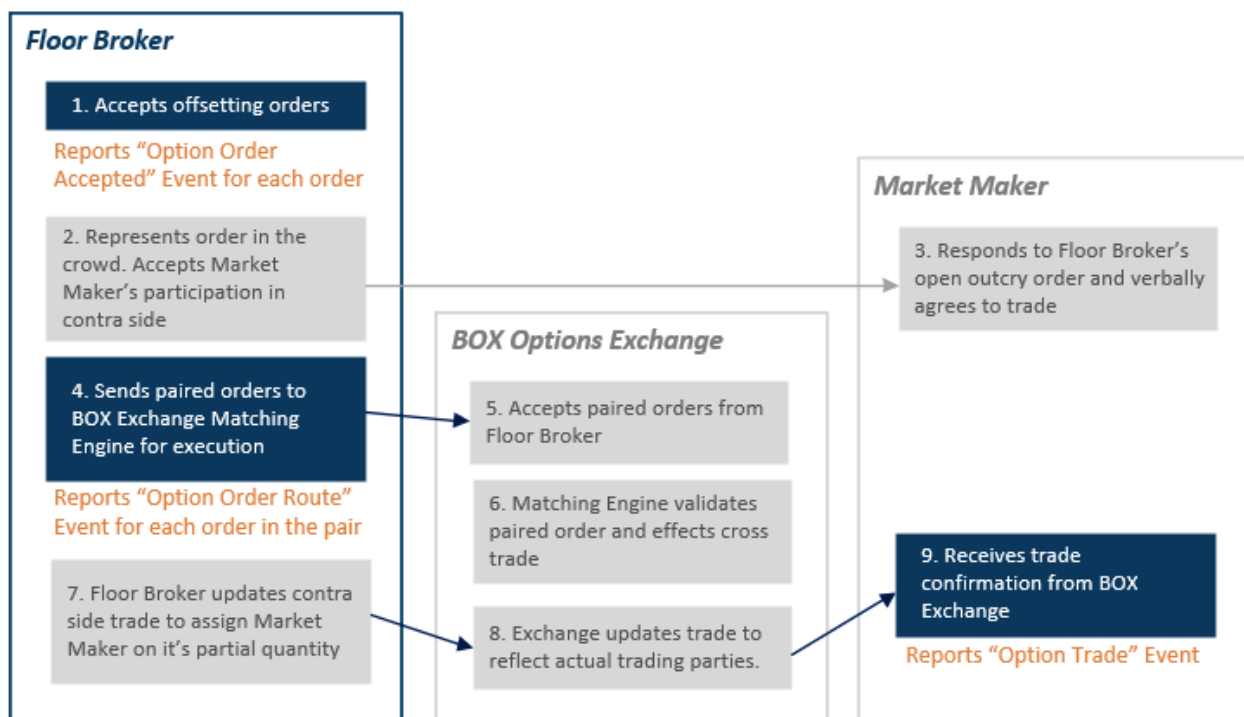 Floor Broker
1. Accepts offsetting orders
Reports “Option Order
Accepted” Event for each order
2. Represents order in the
crowd. Accepts Market
Maker’s participation in
contra side
4. Sends paired orders to
BOX Exchange Matching
Engine for execution
Reports “Option Order Route”
Event for each order in the pair
7. Floor Broker updates contra
side trade to assign Market
Maker on it’s partial quantity
BOX Options Exchange
5. Accepts paired orders from
Floor Broker
6. Matching Engine validates
paired order and effects cross
trade
8. Exchange updates trade to
reflect actual trading parties.
Market Maker
3. Responds to Floor Broker’s
open outcry order and verbally
agrees to trade
9. Receives trade
confirmation from BOX
Exchange
Reports “Option Trade” Event